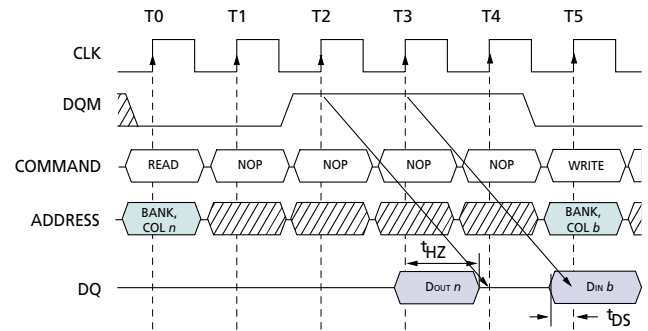 T0 T1 T2 T3 T4 T5
CLK
DQM
COMMAND READ NOP NOP NOP NOP WRITE
ADDRESS BANK, COL n BANK, COL b
tHZ
DQ DOUT n DIN b
tDS